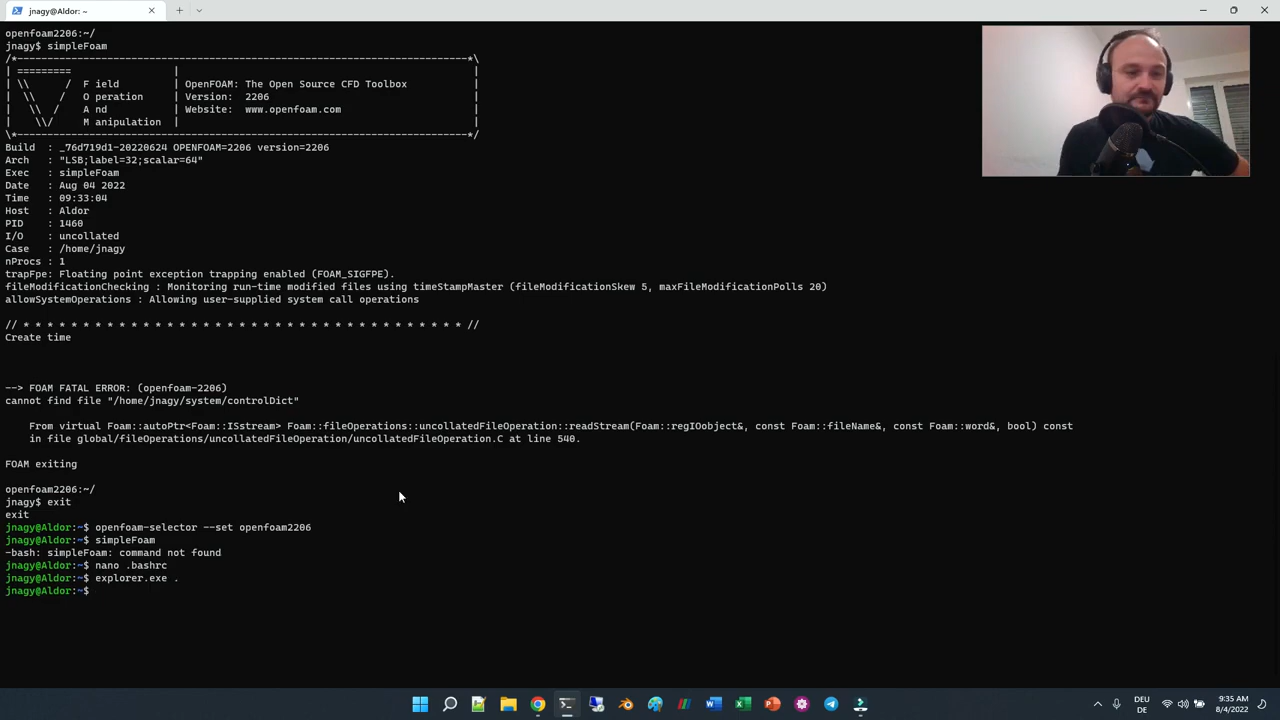 jnagy@Aldor: ~
openfoam2206:~/
jnagy$ simpleFoam
/*---------------------------------------------------------------------------*\
| =========                 |                                                 |
| \\      /  F ield         | OpenFOAM: The Open Source CFD Toolbox           |
|  \\    /   O peration     | Version:  2206                                  |
|   \\  /    A nd           | Website:  www.openfoam.com                      |
|    \\/     M anipulation  |                                                 |
\*---------------------------------------------------------------------------*/
Build  : _76d719d1-20220624 OPENFOAM=2206 version=2206
Arch   : "LSB;label=32;scalar=64"
Exec   : simpleFoam
Date   : Aug 04 2022
Time   : 09:33:04
Host   : Aldor
PID    : 1460
I/O    : uncollated
Case   : /home/jnagy
nProcs : 1
trapFpe: Floating point exception trapping enabled (FOAM_SIGFPE).
fileModificationChecking : Monitoring run-time modified files using timeStampMaster (fileModificationSkew 5, maxFileModificationPolls 20)
allowSystemOperations : Allowing user-supplied system call operations
// * * * * * * * * * * * * * * * * * * * * * * * * * * * * * * * * * * * * * //
Create time
--> FOAM FATAL ERROR: (openfoam-2206)
cannot find file "/home/jnagy/system/controlDict"
From virtual Foam::autoPtr<Foam::ISstream> Foam::fileOperations::uncollatedFileOperation::readStream(Foam::regIOobject&, const Foam::fileName&, const Foam::word&, bool) const
in file global/fileOperations/uncollatedFileOperation/uncollatedFileOperation.C at line 540.
FOAM exiting
openfoam2206:~/
jnagy$ exit
exit
jnagy@Aldor:~$ openfoam-selector --set openfoam2206
jnagy@Aldor:~$ simpleFoam
-bash: simpleFoam: command not found
jnagy@Aldor:~$ nano .bashrc
jnagy@Aldor:~$ explorer.exe .
jnagy@Aldor:~$
DEU
DE
9:35 AM
8/4/2022